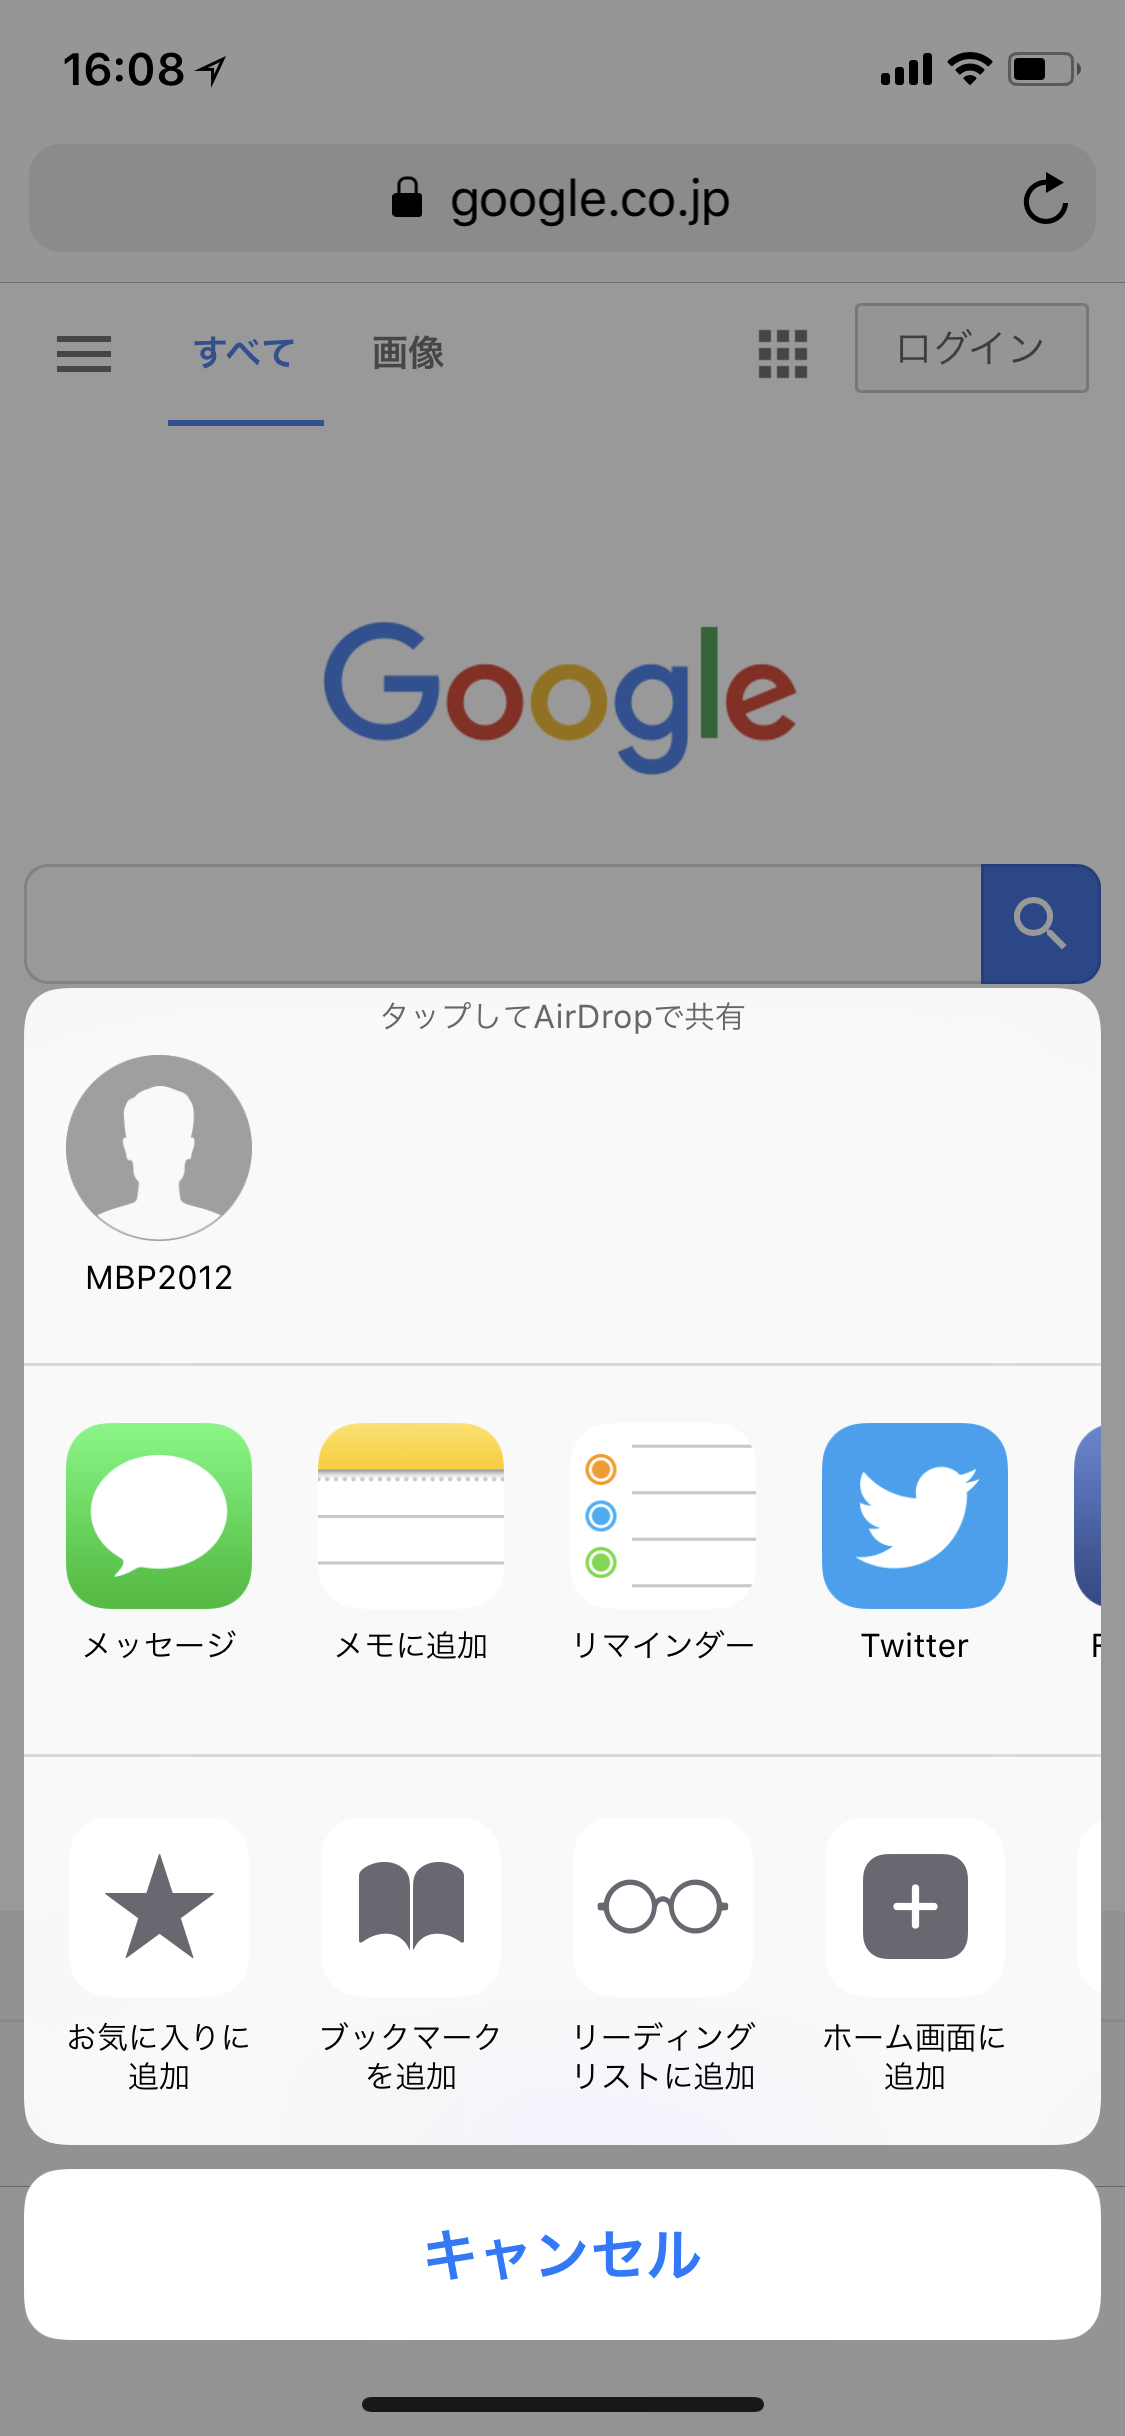 16:08
google.co.jp
すべて
画像
ログイン
Google
タップしてAirDropで共有
MBP2012
メッセージ
メモに追加
リマインダー
Twitter
お気に入りに
追加
ブックマーク
を追加
リーディング
リストに追加
ホーム画面に
追加
キャンセル